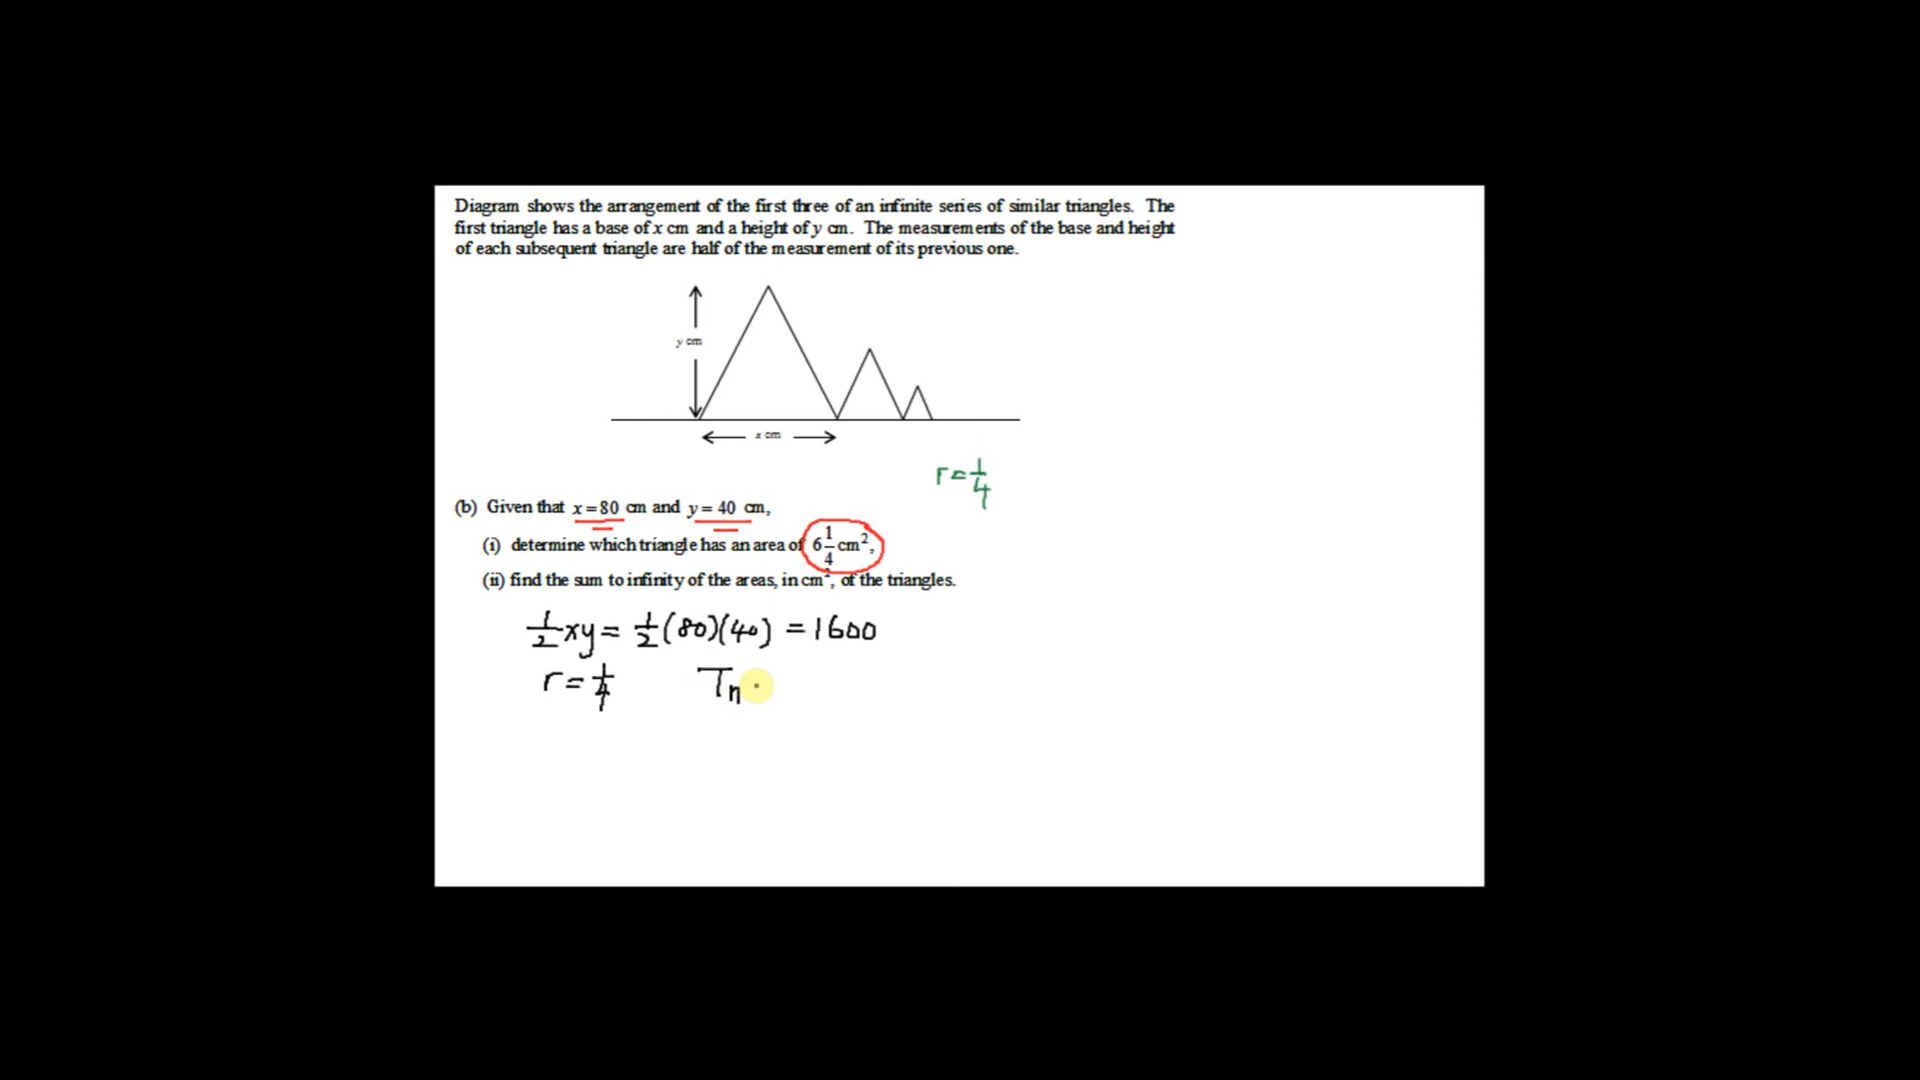 Diagram shows the arrangement of the first three of an infinite series of similar triangles. The
first triangle has a base of x cm and a height of y cm. The measurements of the base and height
of each subsequent triangle are half of the measurement of its previous one.
y cm
x cm
r = 1/4
(b) Given that x = 80 cm and y = 40 cm,
(i) determine which triangle has an area of 6 1/4 cm²,
(ii) find the sum to infinity of the areas, in cm², of the triangles.
1/2 xy = 1/2 (80)(40) = 1600
r = 1/4 Tn